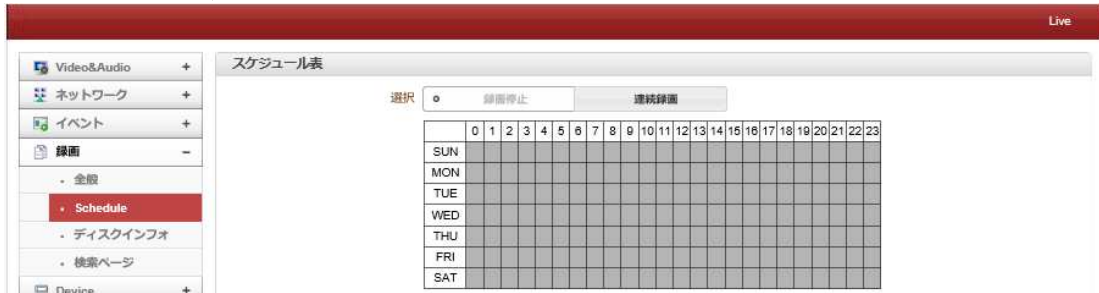 Live
Video&Audio +
ネットワーク +
イベント +
録画 -
・ 全般
・ Schedule
・ ディスクインフォ
・ 検索ページ
Device +
スケジュール表
選択 録画停止 連続録画
0 1 2 3 4 5 6 7 8 9 10 11 12 13 14 15 16 17 18 19 20 21 22 23
SUN
MON
TUE
WED
THU
FRI
SAT